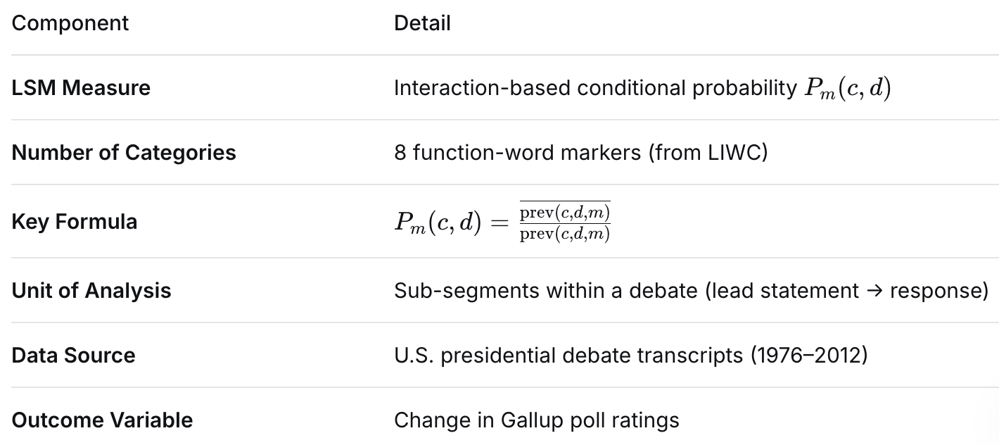 Component Detail
LSM Measure Interaction-based conditional probability $P_m(c, d)$
Number of Categories 8 function-word markers (from LIWC)
Key Formula $P_m(c, d) = \frac{\overline{\text{prev}(c,d,m)}}{\text{prev}(c,d,m)}$
Unit of Analysis Sub-segments within a debate (lead statement → response)
Data Source U.S. presidential debate transcripts (1976–2012)
Outcome Variable Change in Gallup poll ratings